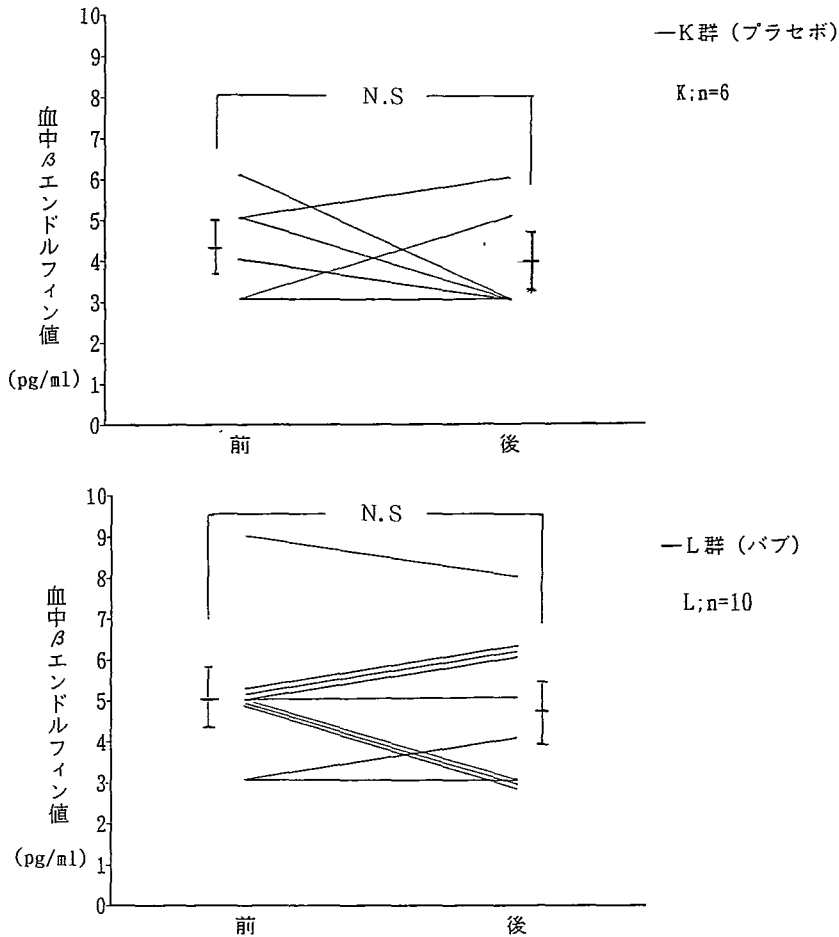 10
9
8
7
6
5
4
3
2
1
0
血中βエンドルフィン値
(pg/ml)
N.S
前
後
—K群 (プラセボ)
K;n=6
10
9
8
7
6
5
4
3
2
1
0
血中βエンドルフィン値
(pg/ml)
N.S
前
後
—L群 (バブ)
L;n=10